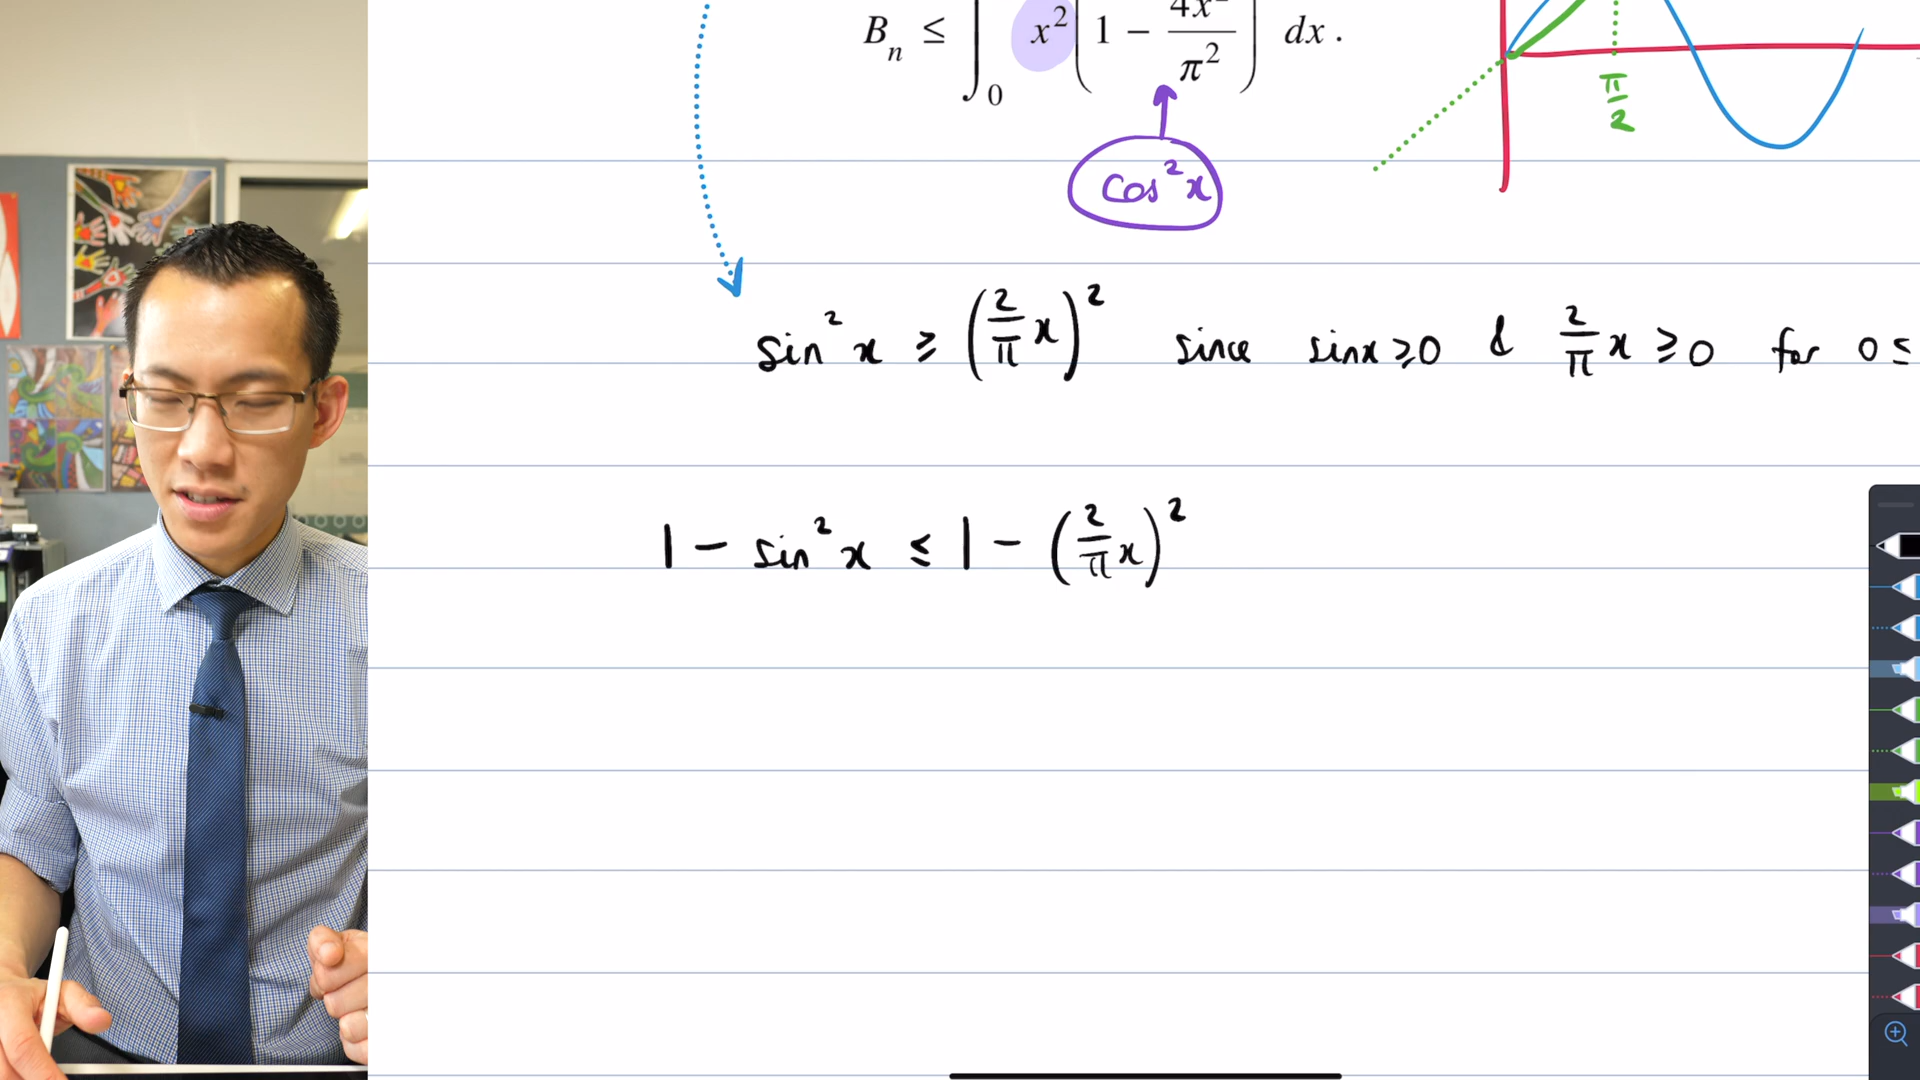 Bₙ ≤ ∫₀ x² ( 1 − 4x² / π² ) dx .
π/2
cos²x
sin²x ≥ (2/π x)² since sinx ≥ 0 & 2/π x ≥ 0 for 0 ≤
1 − sin²x ≤ 1 − (2/π x)²